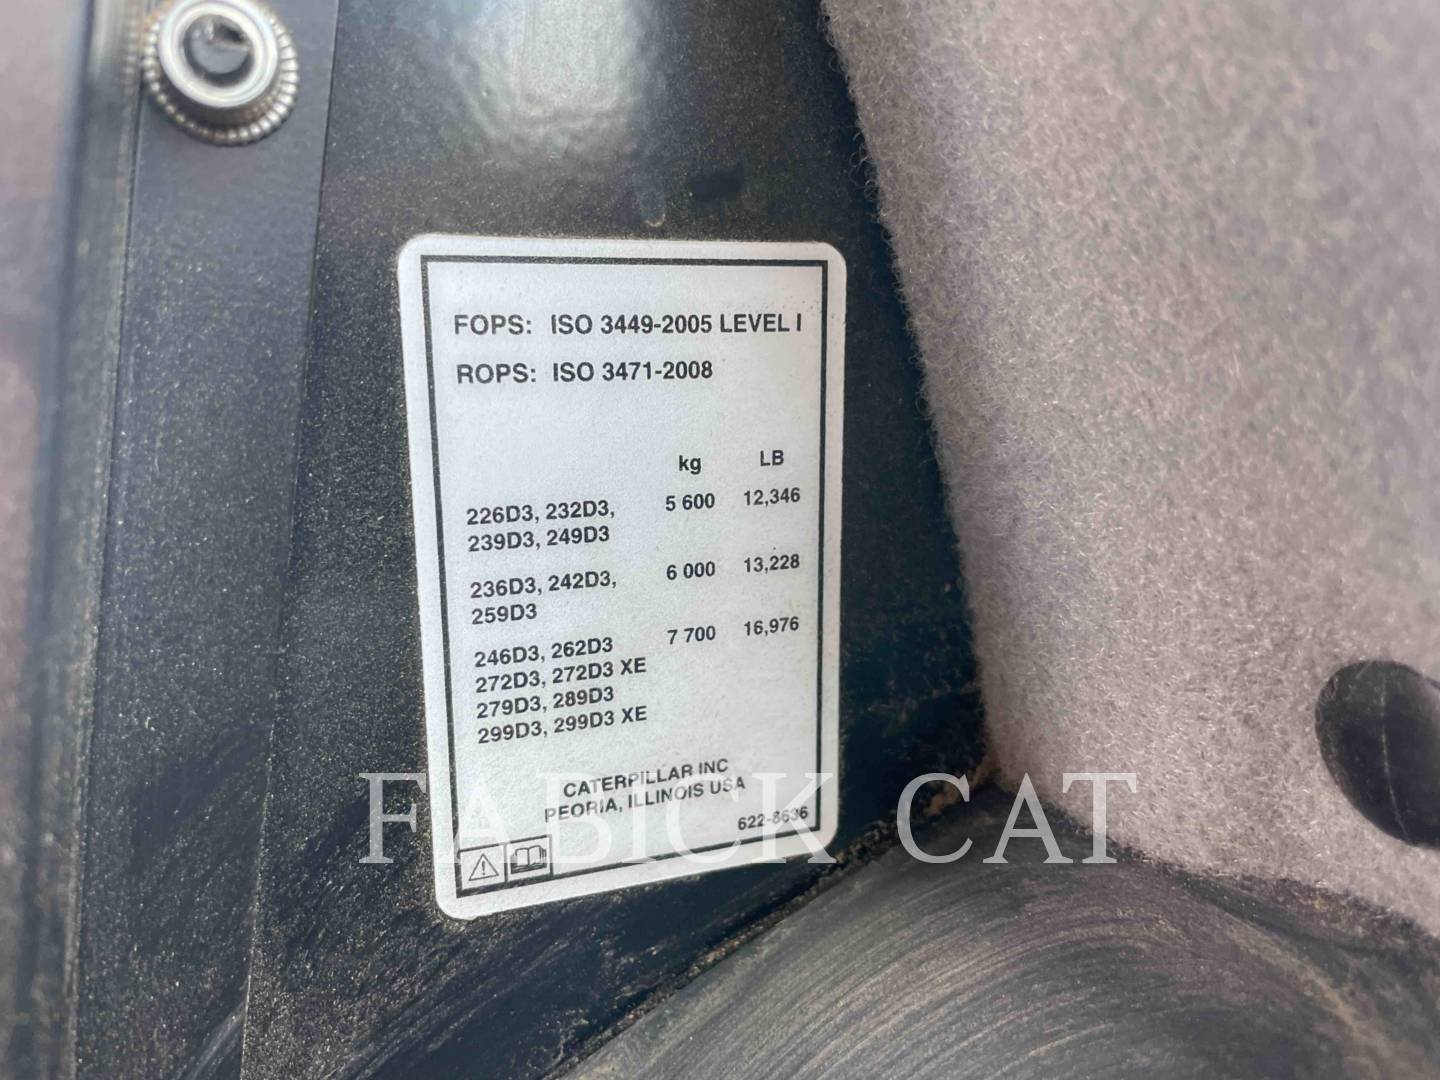 FOPS: ISO 3449-2005 LEVEL I
ROPS: ISO 3471-2008
kg LB
226D3, 232D3, 5 600 12,346
239D3, 249D3
236D3, 242D3, 6 000 13,228
259D3
246D3, 262D3 7 700 16,976
272D3, 272D3 XE
279D3, 289D3
299D3, 299D3 XE
CATERPILLAR INC
PEORIA, ILLINOIS USA
622-8636
FABICK CAT